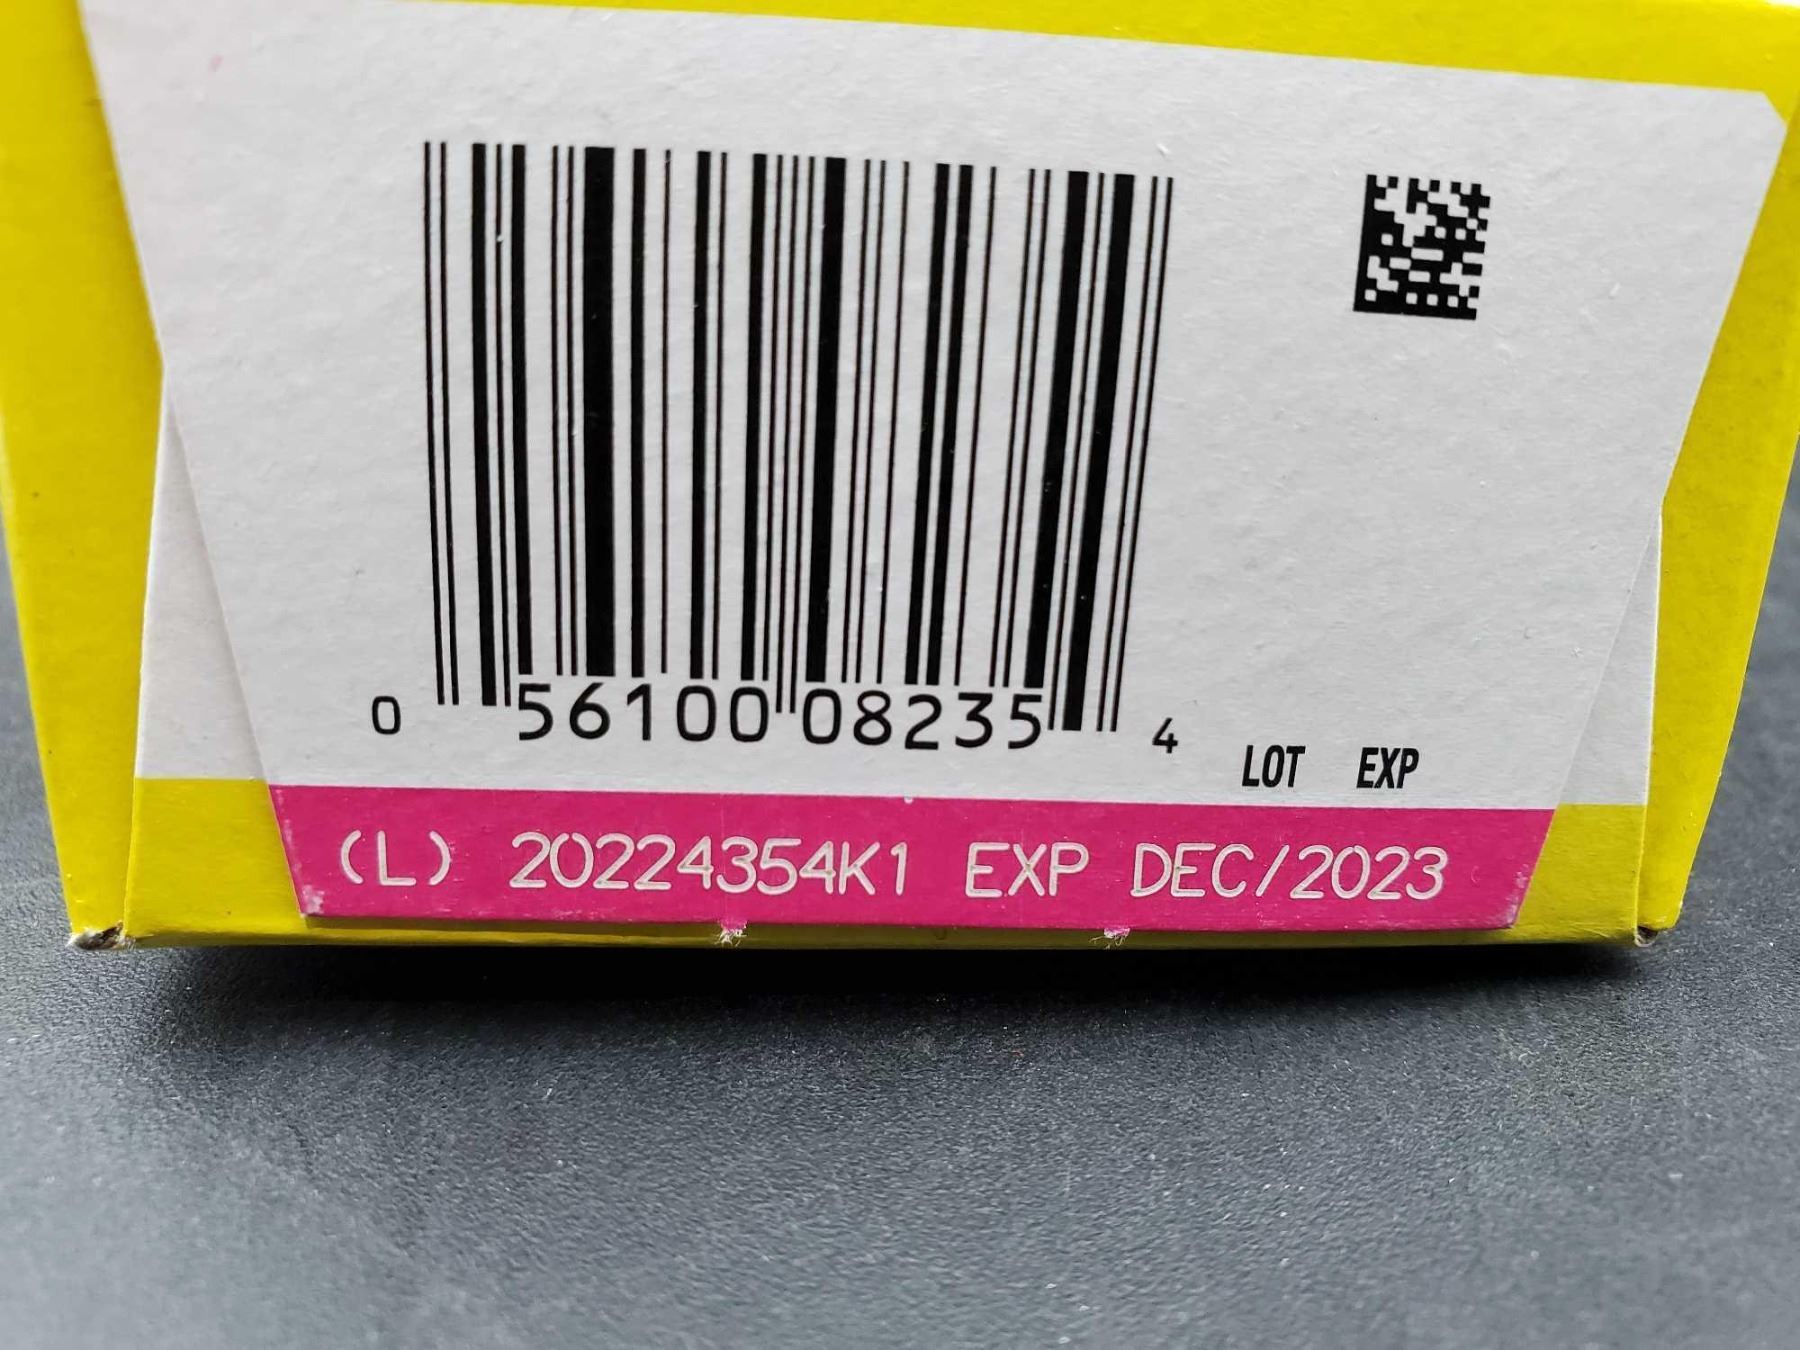 0 56100 08235 4
LOT EXP
(L) 20224354K1 EXP DEC/2023